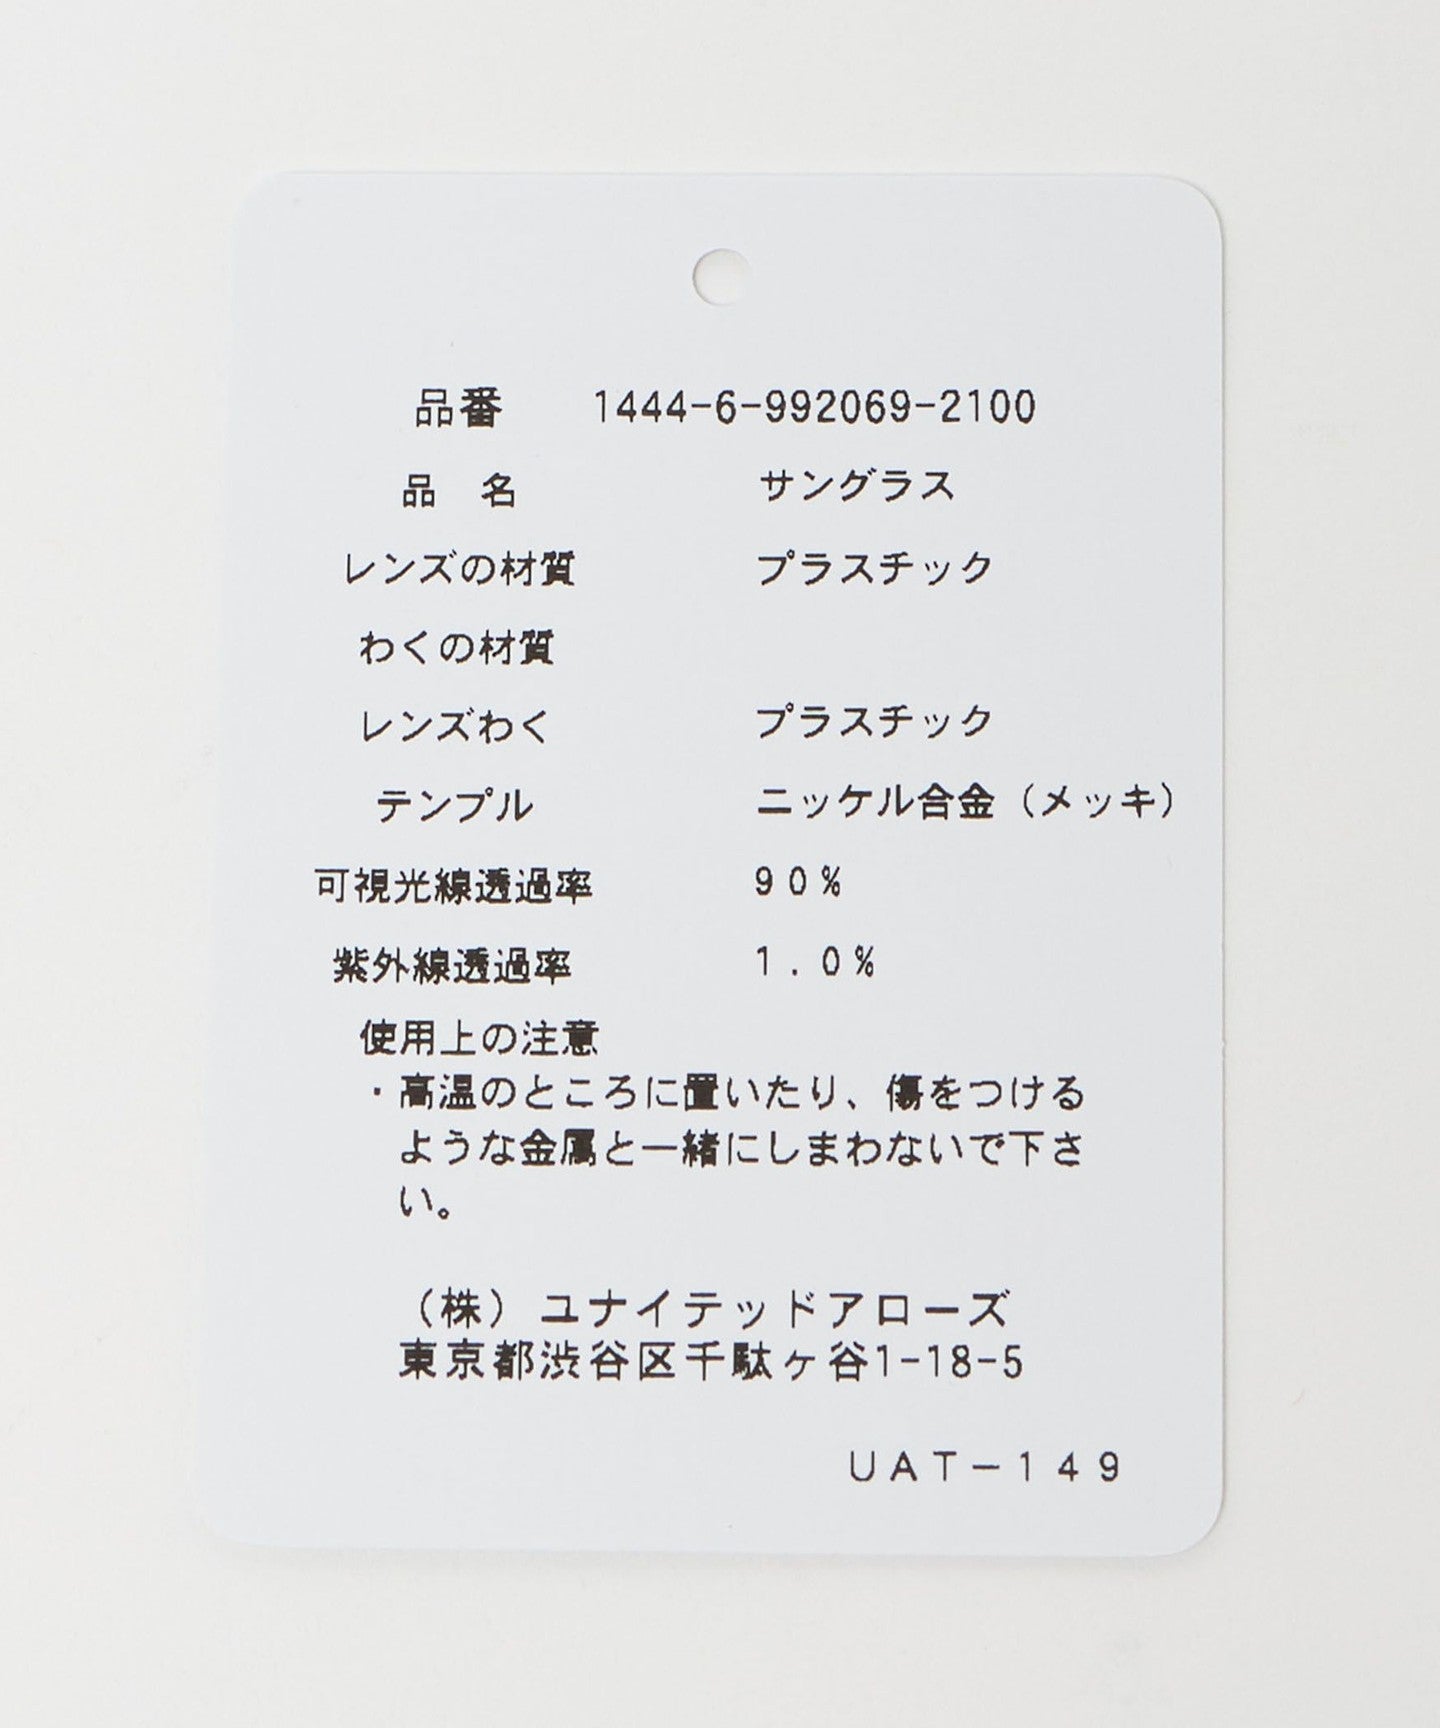 品番 1444-6-992069-2100
品 名 サングラス
レンズの材質 プラスチック
わくの材質
レンズわく プラスチック
テンプル ニッケル合金（メッキ）
可視光線透過率 90%
紫外線透過率 1.0%
使用上の注意
・高温のところに置いたり、傷をつける
ような金属と一緒にしまわないで下さ
い。
（株）ユナイテッドアローズ
東京都渋谷区千駄ヶ谷1-18-5
UAT-149